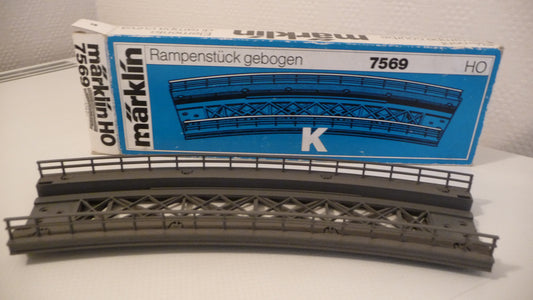 Rampenstück gebogen 7569 HO
märklin
K
7569
märklin HO
märklin